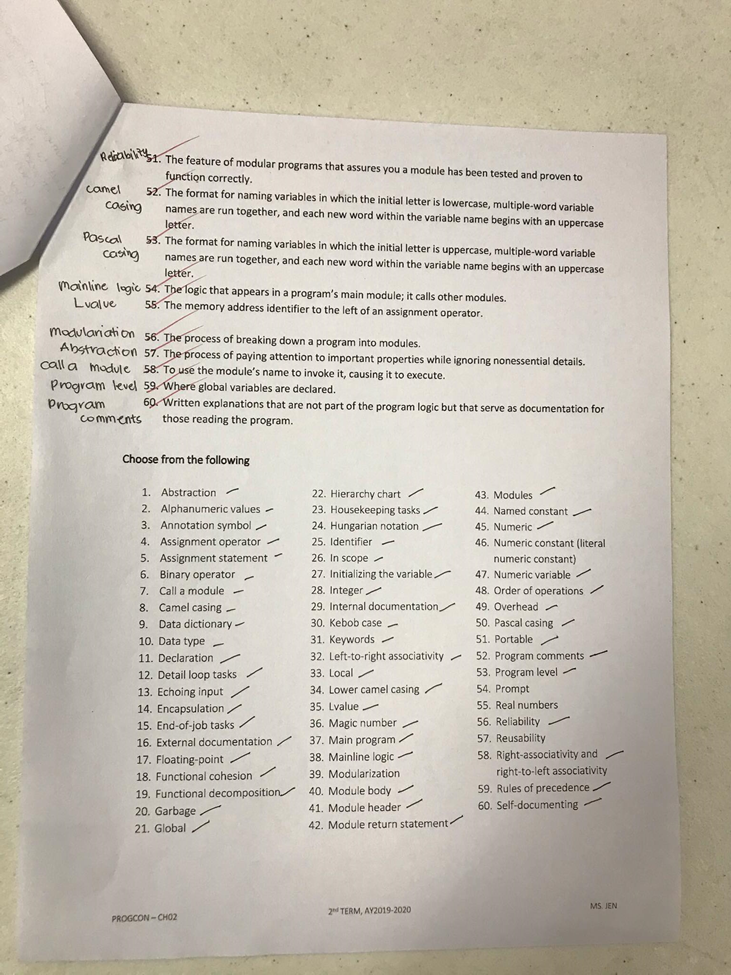 Reliability 51. The feature of modular programs that assures you a module has been tested and proven to
function correctly.
Camel casing 52. The format for naming variables in which the initial letter is lowercase, multiple-word variable
names are run together, and each new word within the variable name begins with an uppercase
letter.
Pascal casing 53. The format for naming variables in which the initial letter is uppercase, multiple-word variable
names are run together, and each new word within the variable name begins with an uppercase
letter.
Mainline logic 54. The logic that appears in a program's main module; it calls other modules.
Lvalue 55. The memory address identifier to the left of an assignment operator.
Modulariation 56. The process of breaking down a program into modules.
Abstraction 57. The process of paying attention to important properties while ignoring nonessential details.
Call a module 58. To use the module's name to invoke it, causing it to execute.
Program level 59. Where global variables are declared.
Program comments 60. Written explanations that are not part of the program logic but that serve as documentation for
those reading the program.
Choose from the following
1. Abstraction
2. Alphanumeric values
3. Annotation symbol
4. Assignment operator
5. Assignment statement
6. Binary operator
7. Call a module
8. Camel casing
9. Data dictionary
10. Data type
11. Declaration
12. Detail loop tasks
13. Echoing input
14. Encapsulation
15. End-of-job tasks
16. External documentation
17. Floating-point
18. Functional cohesion
19. Functional decomposition
20. Garbage
21. Global
22. Hierarchy chart
23. Housekeeping tasks
24. Hungarian notation
25. Identifier
26. In scope
27. Initializing the variable
28. Integer
29. Internal documentation
30. Kebob case
31. Keywords
32. Left-to-right associativity
33. Local
34. Lower camel casing
35. Lvalue
36. Magic number
37. Main program
38. Mainline logic
39. Modularization
40. Module body
41. Module header
42. Module return statement
43. Modules
44. Named constant
45. Numeric
46. Numeric constant (literal
numeric constant)
47. Numeric variable
48. Order of operations
49. Overhead
50. Pascal casing
51. Portable
52. Program comments
53. Program level
54. Prompt
55. Real numbers
56. Reliability
57. Reusability
58. Right-associativity and
right-to-left associativity
59. Rules of precedence
60. Self-documenting
PROGCON – CH02
2nd TERM, AY2019-2020
MS. JEN